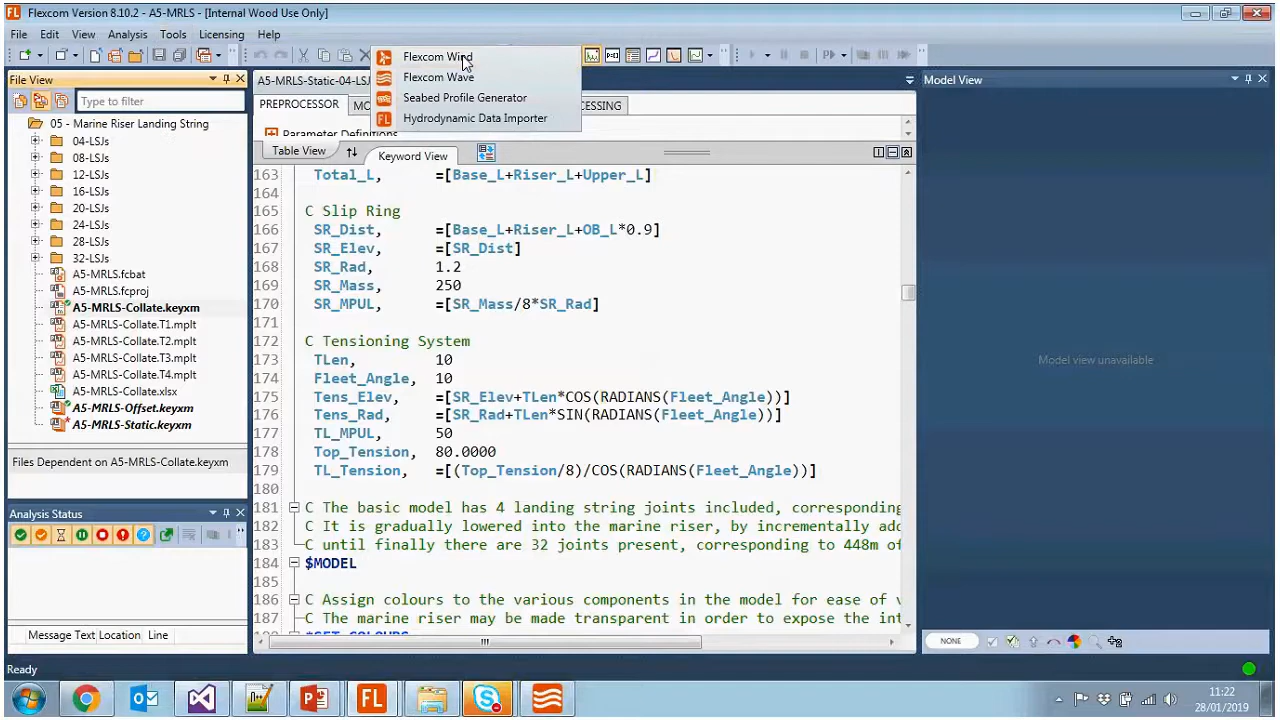 Flexcom Version 8.10.2 - A5-MRLS - [Internal Wood Use Only]
File Edit View Analysis Tools Licensing Help
Flexcom Wind
Flexcom Wave
Seabed Profile Generator
Hydrodynamic Data Importer
File View
Type to filter
05 - Marine Riser Landing String
04-LSJs
08-LSJs
12-LSJs
16-LSJs
20-LSJs
24-LSJs
28-LSJs
32-LSJs
A5-MRLS.fcbat
A5-MRLS.fcproj
A5-MRLS-Collate.keyxm
A5-MRLS-Collate.T1.mplt
A5-MRLS-Collate.T2.mplt
A5-MRLS-Collate.T3.mplt
A5-MRLS-Collate.T4.mplt
A5-MRLS-Collate.xlsx
A5-MRLS-Offset.keyxm
A5-MRLS-Static.keyxm
Files Dependent on A5-MRLS-Collate.keyxm
Analysis Status
Message Text Location Line
Ready
A5-MRLS-Static-04-LSJ
PREPROCESSOR
Parameter Definitions
Table View Keyword View
163 Total_L, =[Base_L+Riser_L+Upper_L]
164
165 C Slip Ring
166 SR_Dist, =[Base_L+Riser_L+OB_L*0.9]
167 SR_Elev, =[SR_Dist]
168 SR_Rad, 1.2
169 SR_Mass, 250
170 SR_MPUL, =[SR_Mass/8*SR_Rad]
171
172 C Tensioning System
173 TLen, 10
174 Fleet_Angle, 10
175 Tens_Elev, =[SR_Elev+TLen*COS(RADIANS(Fleet_Angle))]
176 Tens_Rad, =[SR_Rad+TLen*SIN(RADIANS(Fleet_Angle))]
177 TL_MPUL, 50
178 Top_Tension, 80.0000
179 TL_Tension, =[(Top_Tension/8)/COS(RADIANS(Fleet_Angle))]
180
181 C The basic model has 4 landing string joints included, corresponding
182 C It is gradually lowered into the marine riser, by incrementally
183 C until finally there are 32 joints present, corresponding to 448m of
184 $MODEL
185
186 C Assign colours to the various components in the model for ease of
187 C The marine riser may be made transparent in order to expose the
Model View
Model view unavailable
NONE
11:22
28/01/2019